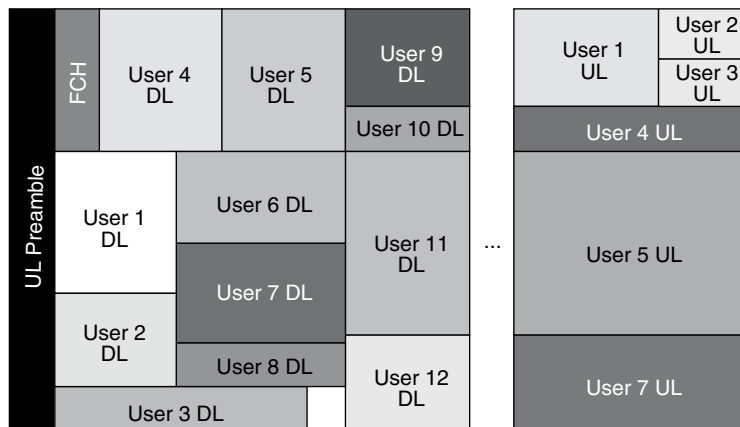 UL Preamble
FCH
User 4
DL
User 5
DL
User 9
DL
User 10 DL
User 1
DL
User 6 DL
User 11
DL
User 7 DL
User 2
DL
User 8 DL
User 12
DL
User 3 DL
...
User 1
UL
User 2
UL
User 3
UL
User 4 UL
User 5 UL
User 7 UL